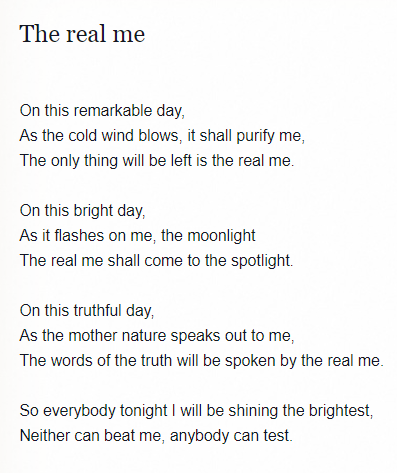 The real me
On this remarkable day,
As the cold wind blows, it shall purify me,
The only thing will be left is the real me.
On this bright day,
As it flashes on me, the moonlight
The real me shall come to the spotlight.
On this truthful day,
As the mother nature speaks out to me,
The words of the truth will be spoken by the real me.
So everybody tonight I will be shining the brightest,
Neither can beat me, anybody can test.